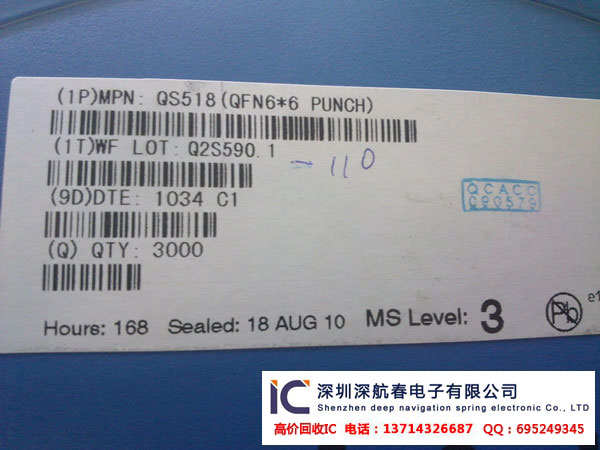 (1P)MPN: QS518(QFN6*6 PUNCH)
(1T)WF LOT: Q2S590.1
-110
(9D)DTE: 1034 C1
QCACC
090579
(Q) QTY: 3000
Hours: 168 Sealed: 18 AUG 10 MS Level: 3
Pb
e1
IC 深圳深航春电子有限公司
Shenzhen deep navigation spring electronic Co., LTD
高价回收IC 电话：13714326687 QQ：695249345